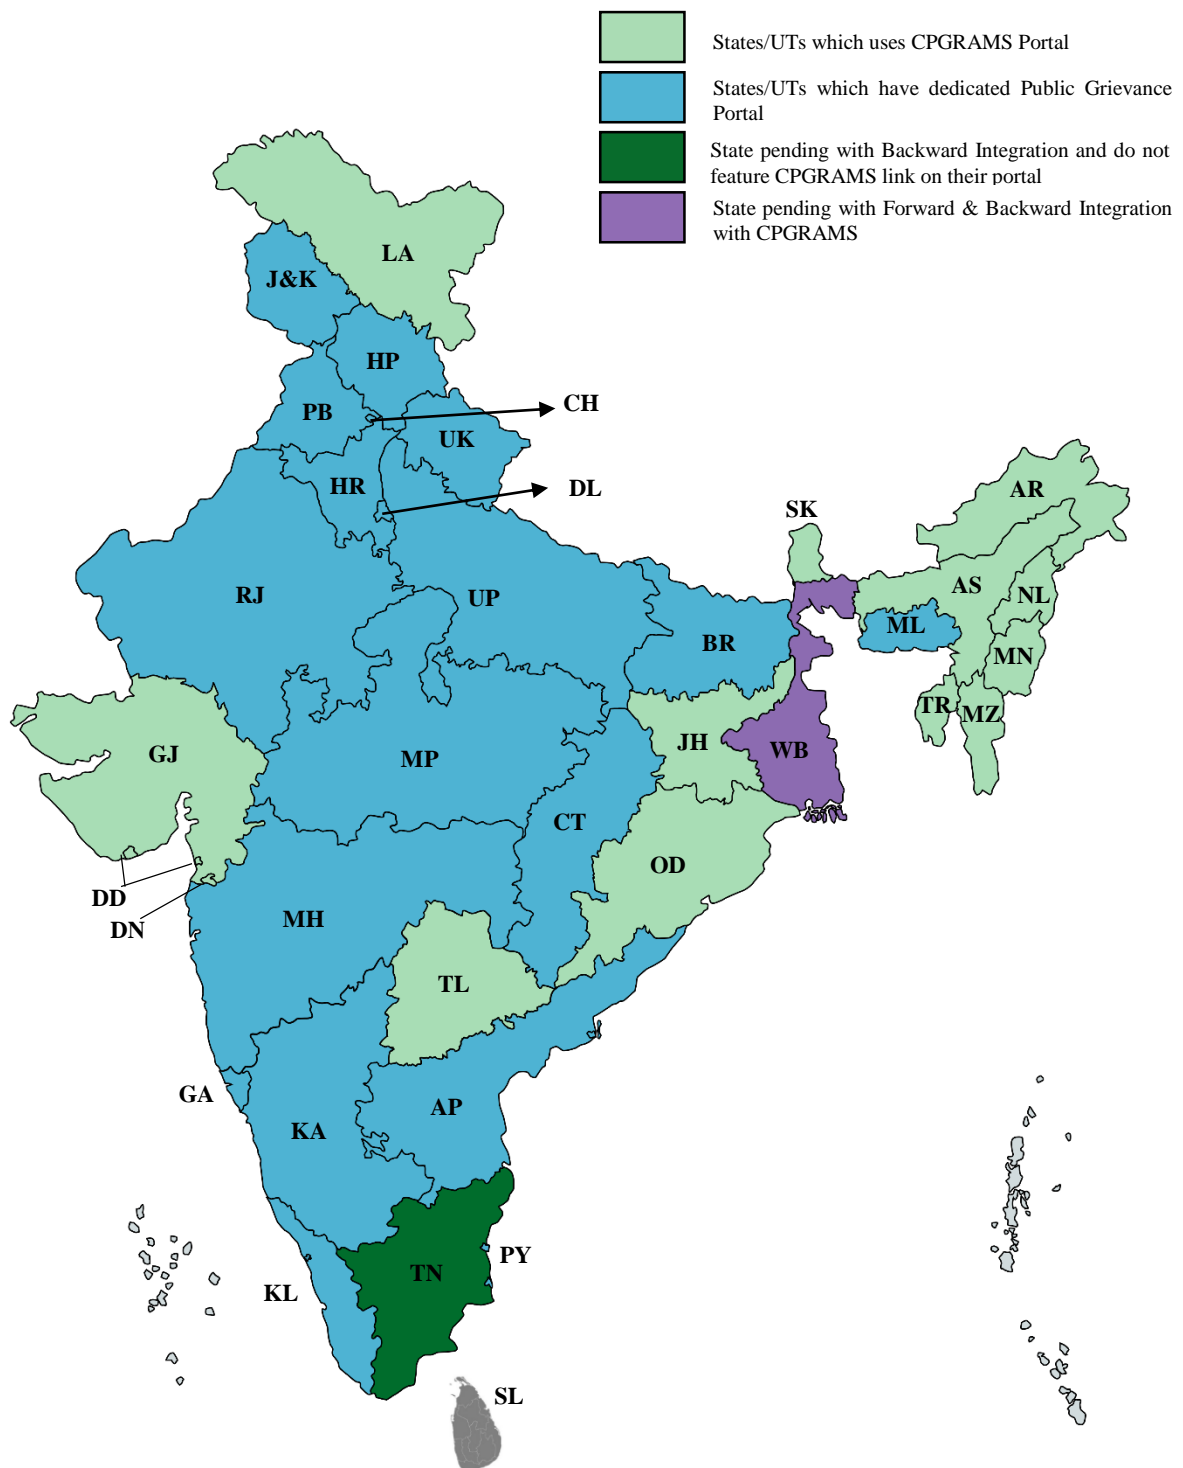 States/UTs which uses CPGRAMS Portal
States/UTs which have dedicated Public Grievance
Portal
State pending with Backward Integration and do not
feature CPGRAMS link on their portal
State pending with Forward & Backward Integration
with CPGRAMS
LA
J&K
HP
CH
PB
UK
HR
DL
AR
SK
AS
NL
RJ
UP
ML
BR
MN
TR
MZ
JH
WB
GJ
MP
CT
OD
DD
DN
MH
TL
GA
AP
KA
PY
TN
KL
SL